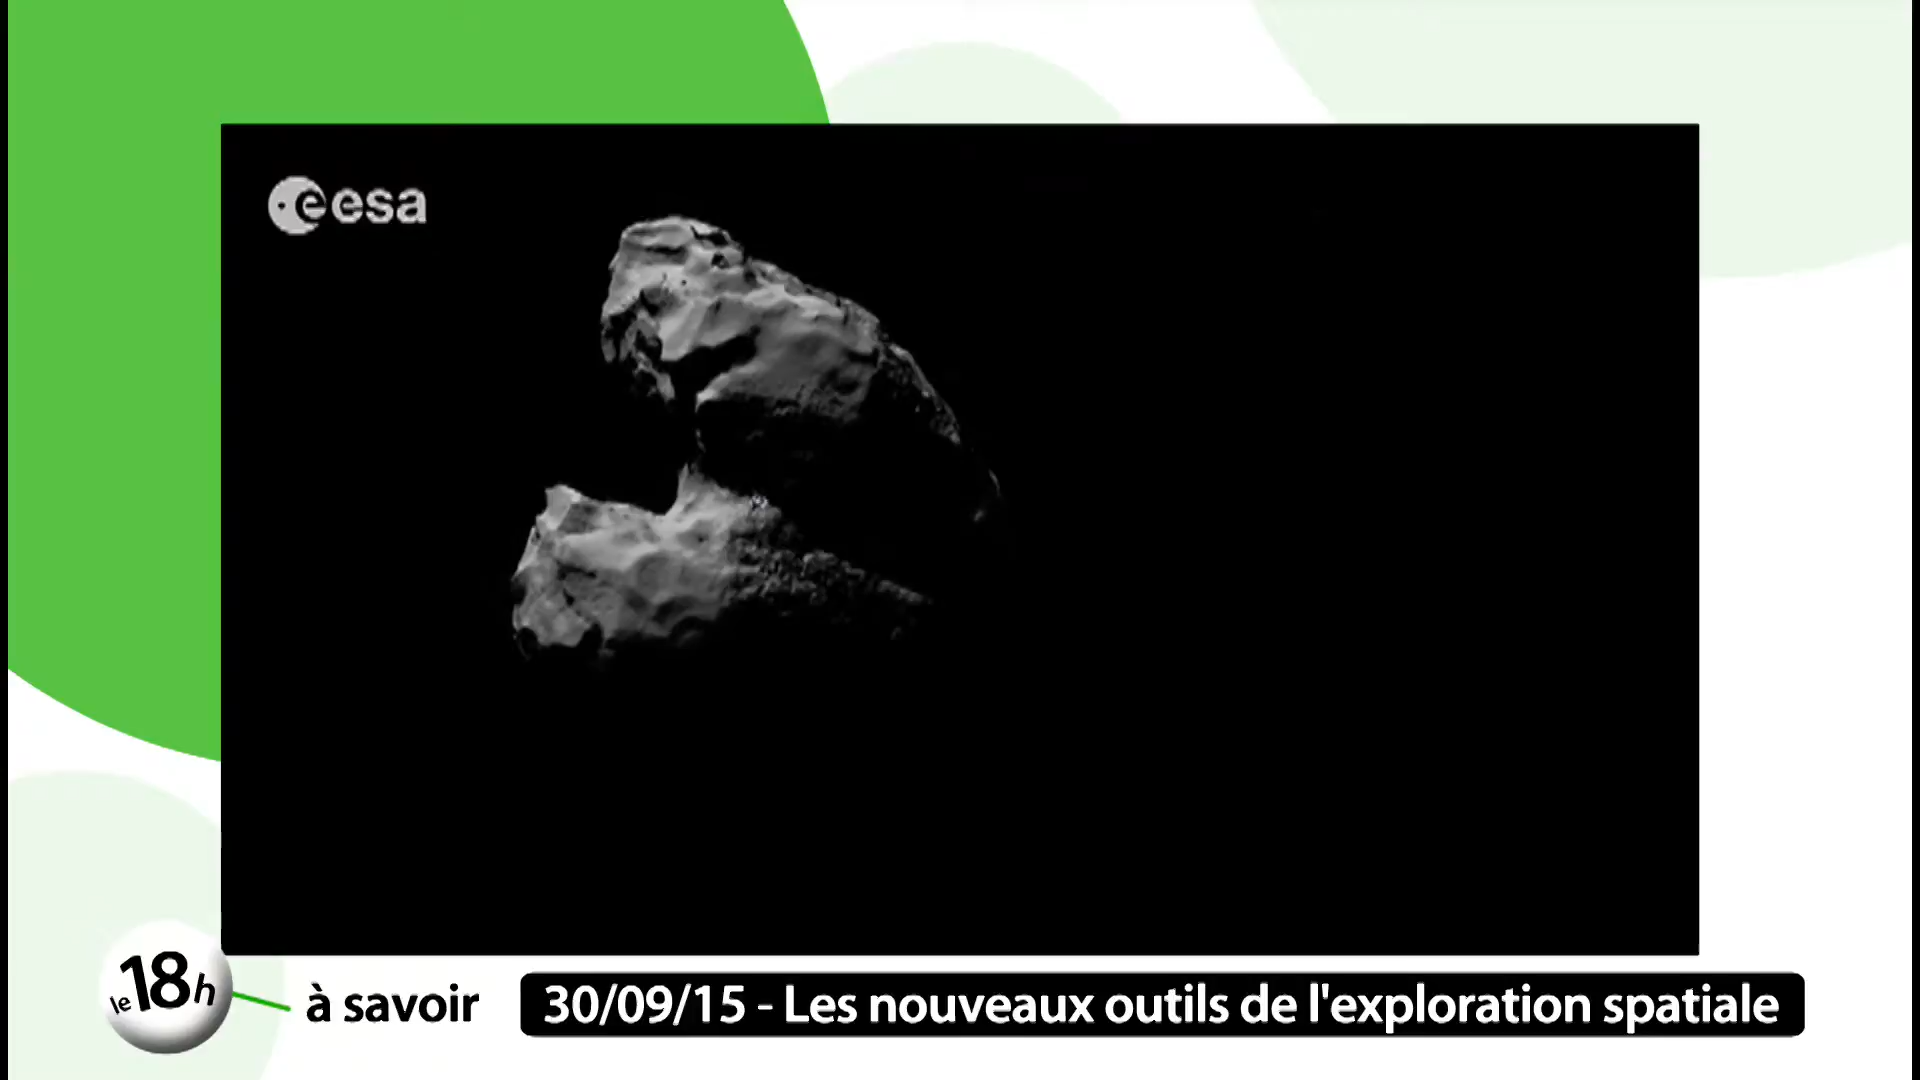 esa
le 18h
à savoir
30/09/15 - Les nouveaux outils de l'exploration spatiale